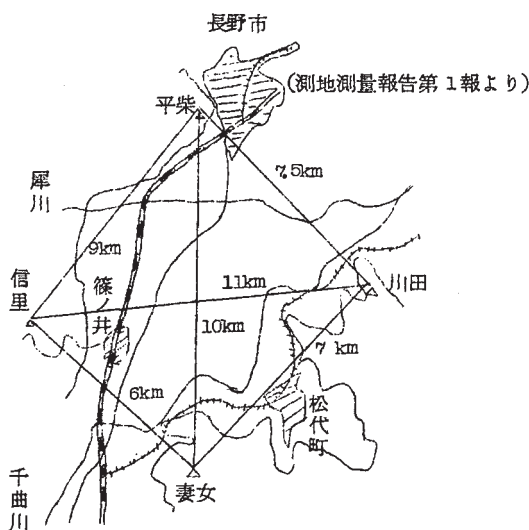 長野市
(測地測量報告第1報より)
平柴
7.5km
犀川
9km
信里
篠ノ井
11km
川田
10km
7km
6km
松代町
妻女
千曲川